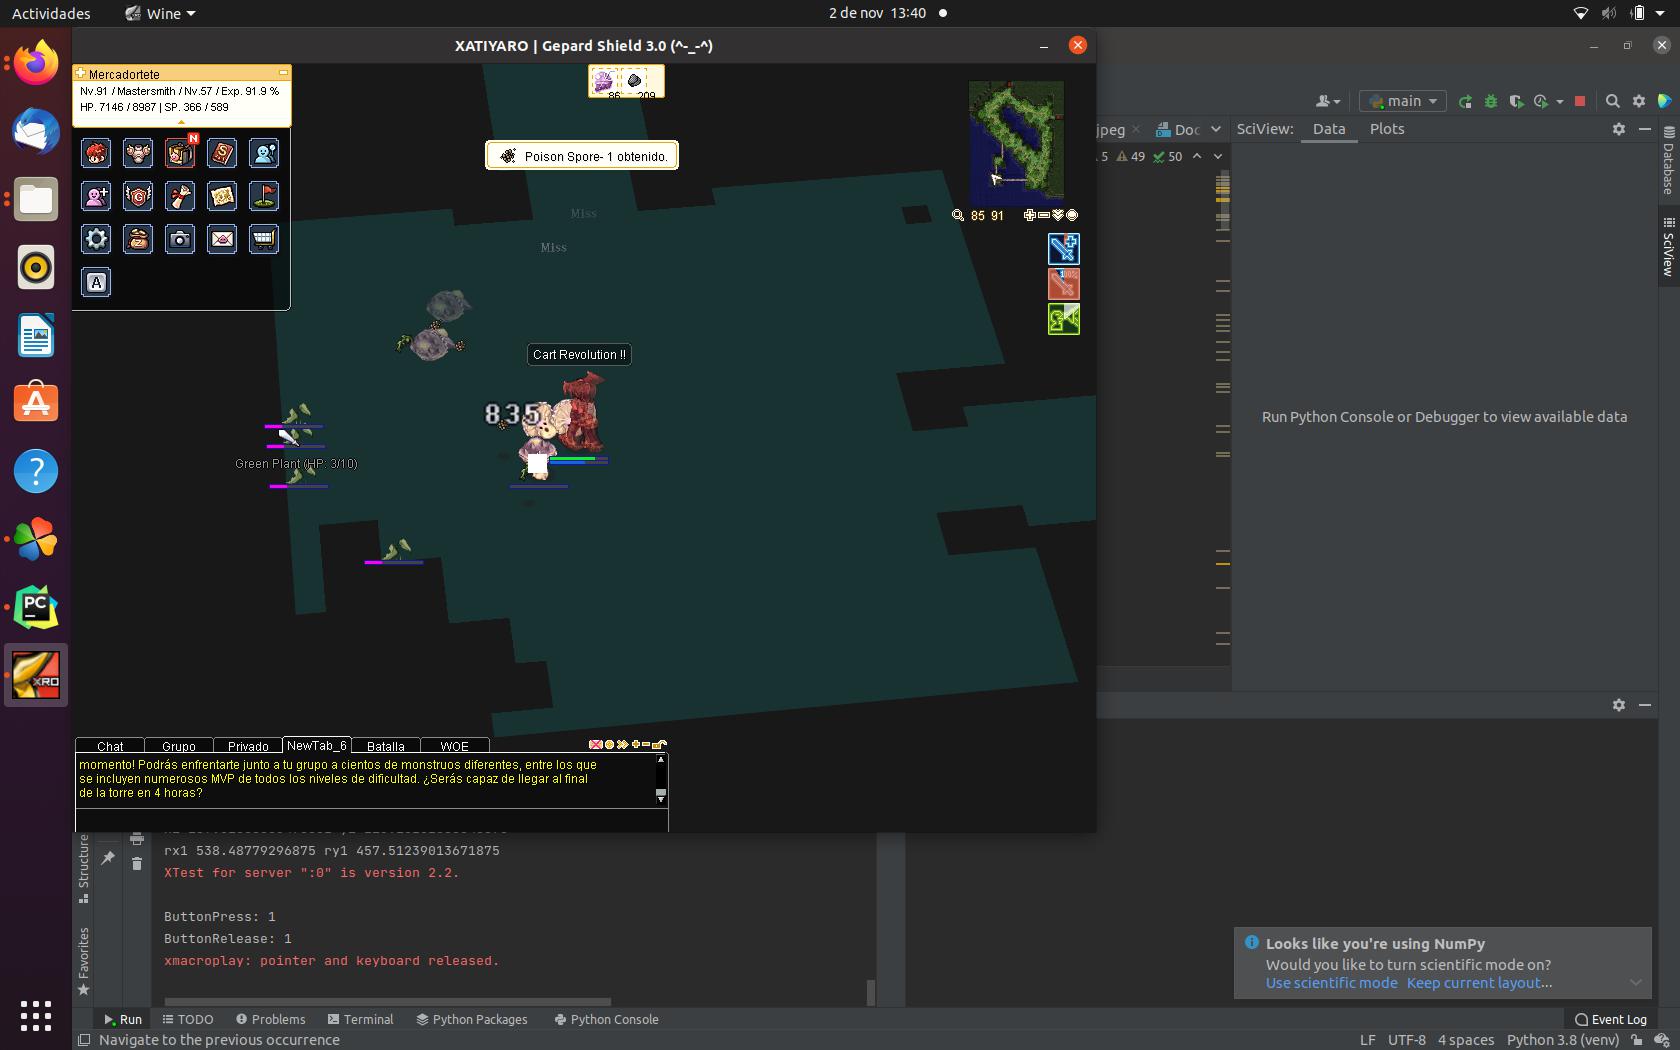 Actividades
Wine
2 de nov 13:40
XATIYARO | Gepard Shield 3.0 (^-_-^)
Mercadortete
Nv.91 / Mastersmith / Nv.57 / Exp. 91.9 %
HP. 7146 / 8987 | SP. 366 / 589
N
A
86
209
Poison Spore- 1 obtenido.
Miss
Miss
85 91
100%
Cart Revolution !!
835
Green Plant (HP: 3/10)
Chat
Grupo
Privado
NewTab_6
Batalla
WOE
momento! Podrás enfrentarte junto a tu grupo a cientos de monstruos diferentes, entre los que
se incluyen numerosos MVP de todos los niveles de dificultad. ¿Serás capaz de llegar al final
de la torre en 4 horas?
main
jpeg
Doc
SciView:
Data
Plots
5
49
50
Database
SciView
Run Python Console or Debugger to view available data
PC
XRO
rx1 538.48779296875 ry1 457.51239013671875
XTest for server ":0" is version 2.2.
ButtonPress: 1
ButtonRelease: 1
xmacroplay: pointer and keyboard released.
Structure
Favorites
Looks like you're using NumPy
Would you like to turn scientific mode on?
Use scientific mode Keep current layout...
Run
TODO
Problems
Terminal
Python Packages
Python Console
Event Log
Navigate to the previous occurrence
LF UTF-8 4 spaces Python 3.8 (venv)